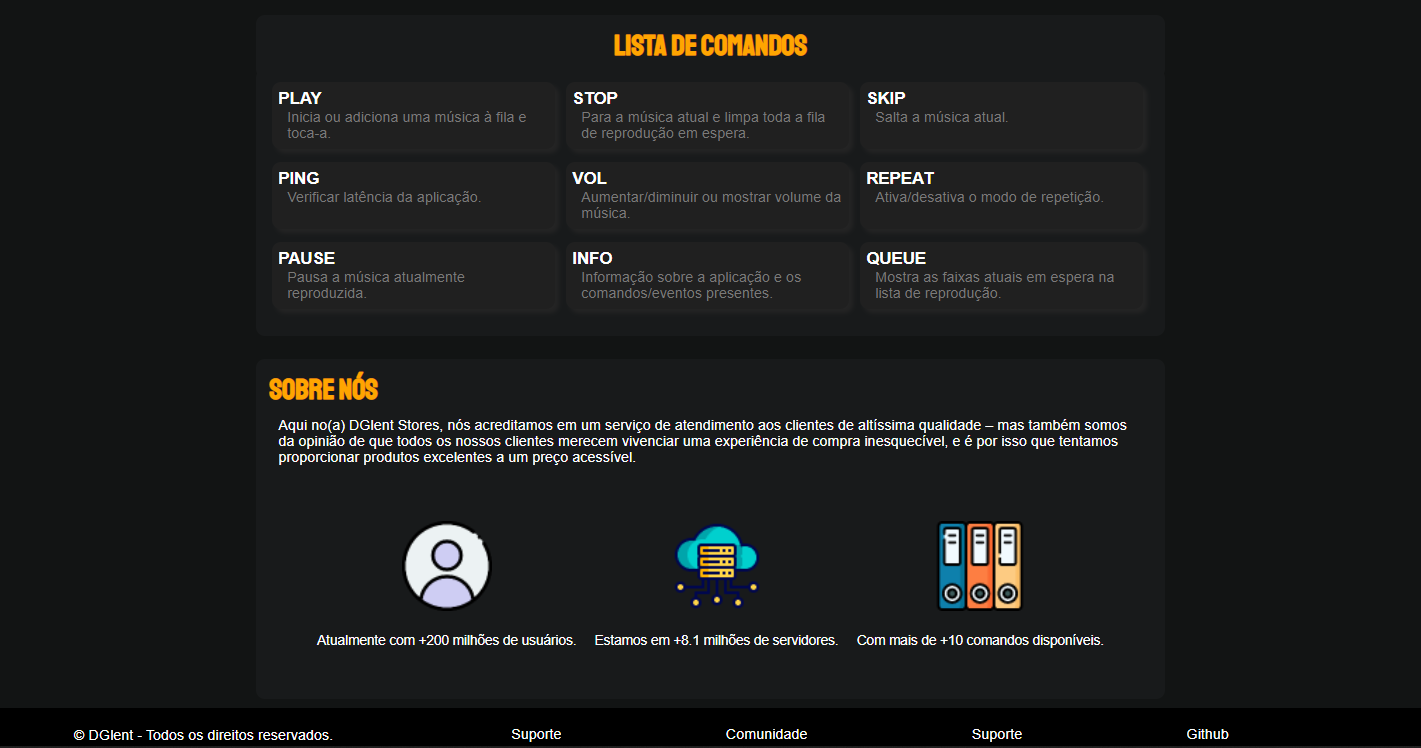 LISTA DE COMANDOS
PLAY
Inicia ou adiciona uma música à fila e
toca-a.
STOP
Para a música atual e limpa toda a fila
de reprodução em espera.
SKIP
Salta a música atual.
PING
Verificar latência da aplicação.
VOL
Aumentar/diminuir ou mostrar volume da
música.
REPEAT
Ativa/desativa o modo de repetição.
PAUSE
Pausa a música atualmente
reproduzida.
INFO
Informação sobre a aplicação e os
comandos/eventos presentes.
QUEUE
Mostra as faixas atuais em espera na
lista de reprodução.
SOBRE NÓS
Aqui no(a) DGlent Stores, nós acreditamos em um serviço de atendimento aos clientes de altíssima qualidade – mas também somos
da opinião de que todos os nossos clientes merecem vivenciar uma experiência de compra inesquecível, e é por isso que tentamos
proporcionar produtos excelentes a um preço acessível.
Atualmente com +200 milhões de usuários.
Estamos em +8.1 milhões de servidores.
Com mais de +10 comandos disponíveis.
© DGlent - Todos os direitos reservados.
Suporte
Comunidade
Suporte
Github